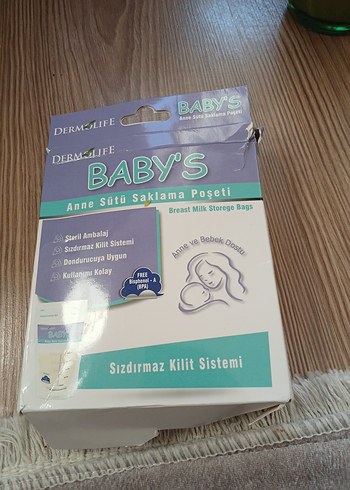 DERMOLIFE
BABY'S
Anne Sütü Saklama Poşeti
DERMOLIFE
BABY'S
Anne Sütü Saklama Poşeti
Breast Milk Storege Bags
Steril Ambalaj
Sızdırmaz Kilit Sistemi
Dondurucuya Uygun
Kullanımı Kolay
FREE
Bisphenol - A
(BPA)
Anne ve Bebek Dostu
BABY'S
Sızdırmaz Kilit Sistemi